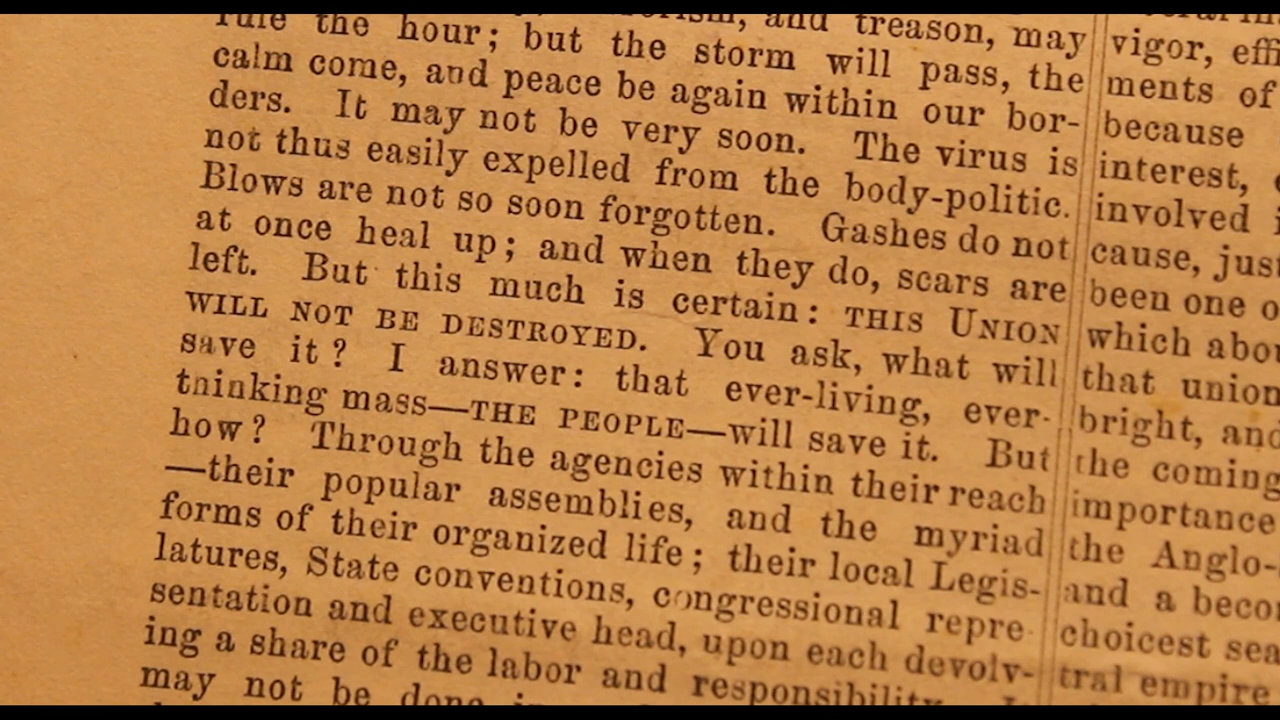 and treason, may
rule the hour; but the storm will pass, the
calm come, and peace be again within our bor-
ders. It may not be very soon. The virus is
not thus easily expelled from the body-politic.
Blows are not so soon forgotten. Gashes do not
at once heal up; and when they do, scars are
left. But this much is certain: THIS UNION
WILL NOT BE DESTROYED. You ask, what will
save it? I answer: that ever-living, ever-
thinking mass—THE PEOPLE—will save it. But
how? Through the agencies within their reach
—their popular assemblies, and the myriad
forms of their organized life; their local Legis-
latures, State conventions, congressional repre-
sentation and executive head, upon each devolv-
ing a share of the labor and responsibility.
may not be done
vigor, effi
ments of
because
interest,
involved
cause, just
been one o
which abou
that union
bright, and
the coming
importance
the Anglo-
and a becom
choicest sea
tral empire